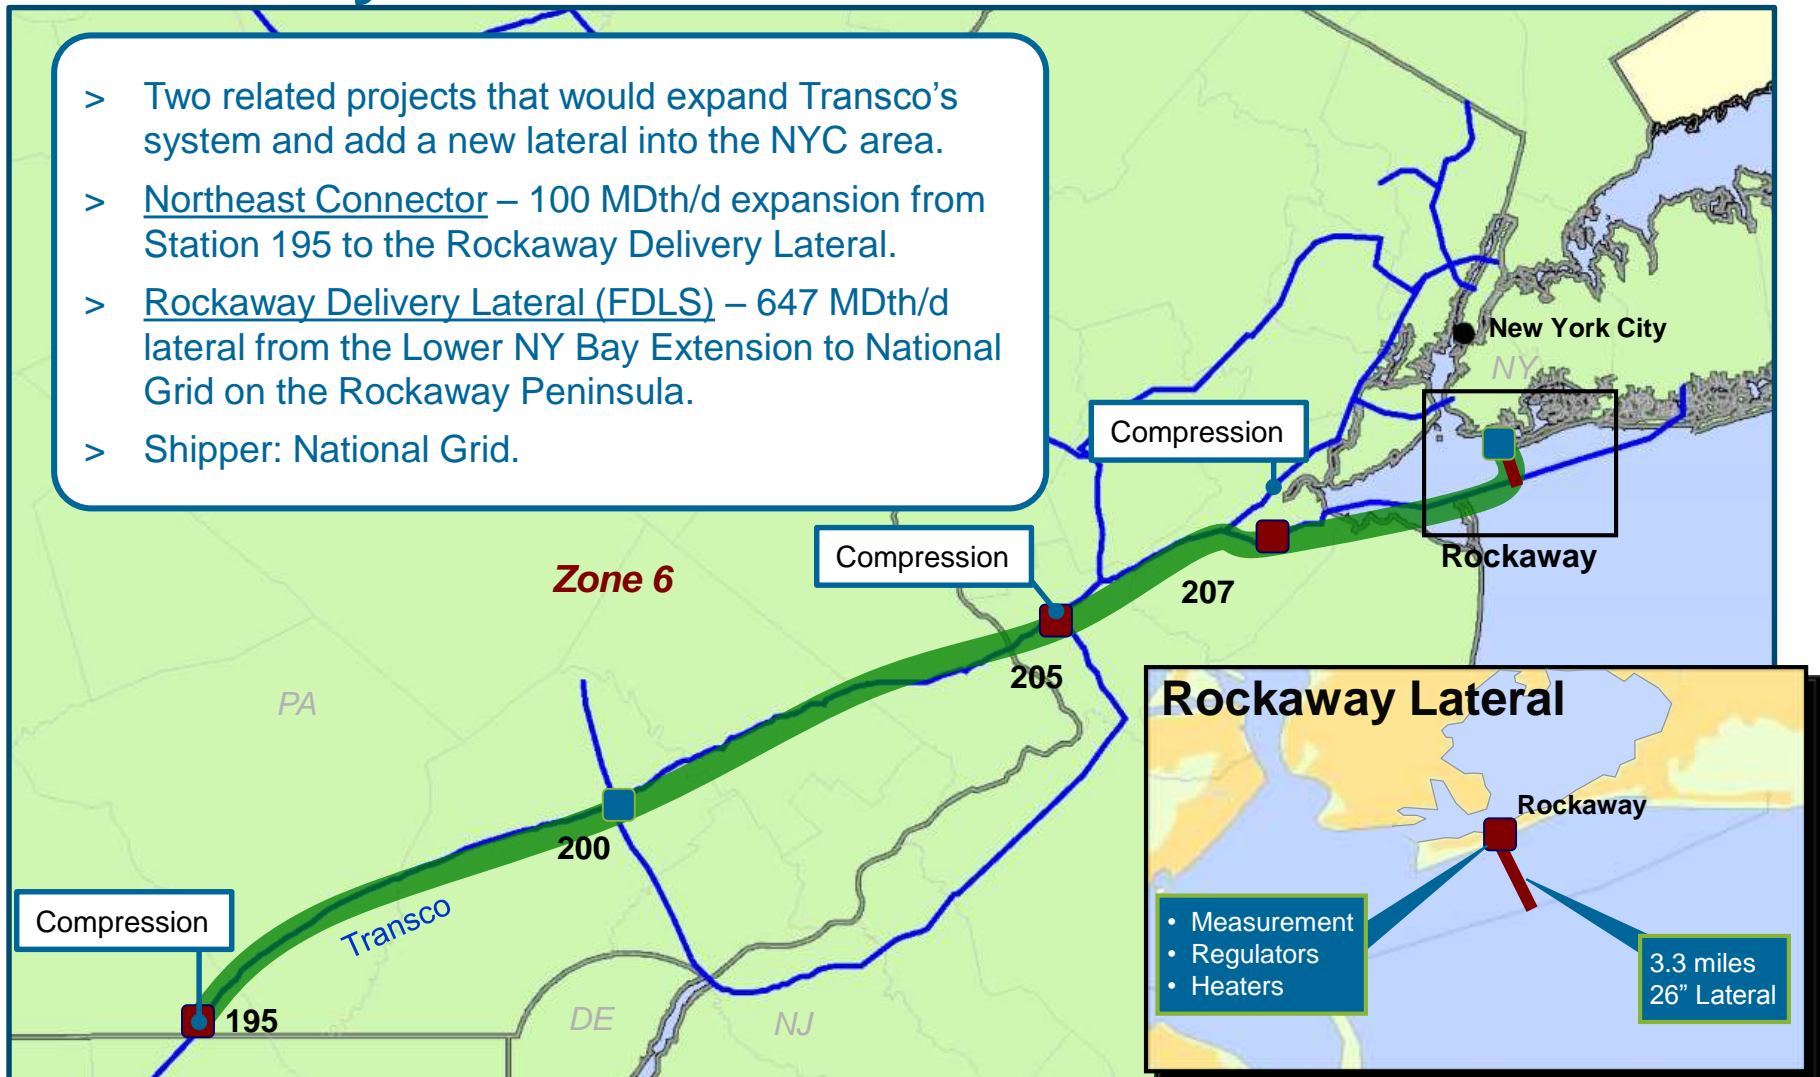 > Two related projects that would expand Transco’s
system and add a new lateral into the NYC area.
> Northeast Connector – 100 MDth/d expansion from
Station 195 to the Rockaway Delivery Lateral.
> Rockaway Delivery Lateral (FDLS) – 647 MDth/d
lateral from the Lower NY Bay Extension to National
Grid on the Rockaway Peninsula.
> Shipper: National Grid.
New York City
NY
Compression
Rockaway
Compression
Zone 6
207
205
PA
200
Compression
Transco
195
DE
NJ
Rockaway Lateral
Rockaway
• Measurement
• Regulators
• Heaters
3.3 miles
26” Lateral